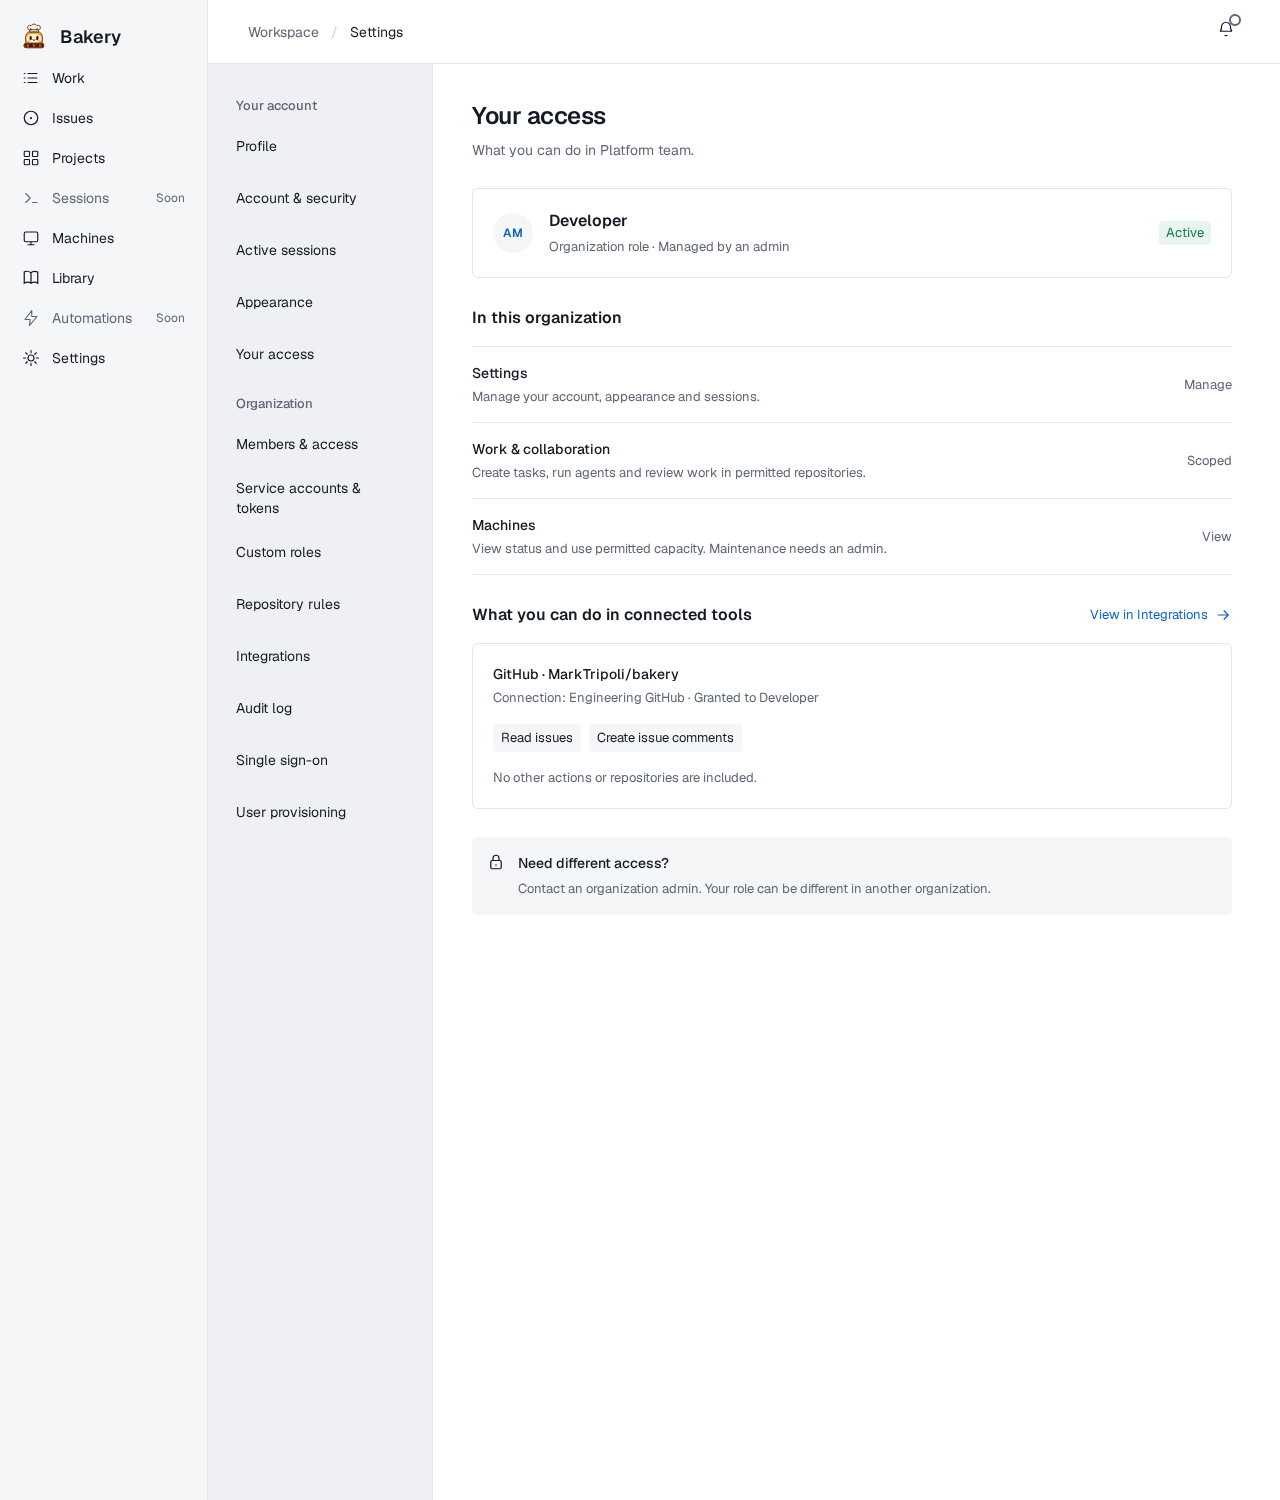 Bakery
Work
Issues
Projects
Sessions Soon
Machines
Library
Automations Soon
Settings
Workspace / Settings
Your account
Profile
Account & security
Active sessions
Appearance
Your access
Organization
Members & access
Service accounts &
tokens
Custom roles
Repository rules
Integrations
Audit log
Single sign-on
User provisioning
Your access
What you can do in Platform team.
AM
Developer
Organization role · Managed by an admin
Active
In this organization
Settings
Manage your account, appearance and sessions.
Manage
Work & collaboration
Create tasks, run agents and review work in permitted repositories.
Scoped
Machines
View status and use permitted capacity. Maintenance needs an admin.
View
What you can do in connected tools
View in Integrations →
GitHub · MarkTripoli/bakery
Connection: Engineering GitHub · Granted to Developer
Read issues
Create issue comments
No other actions or repositories are included.
Need different access?
Contact an organization admin. Your role can be different in another organization.